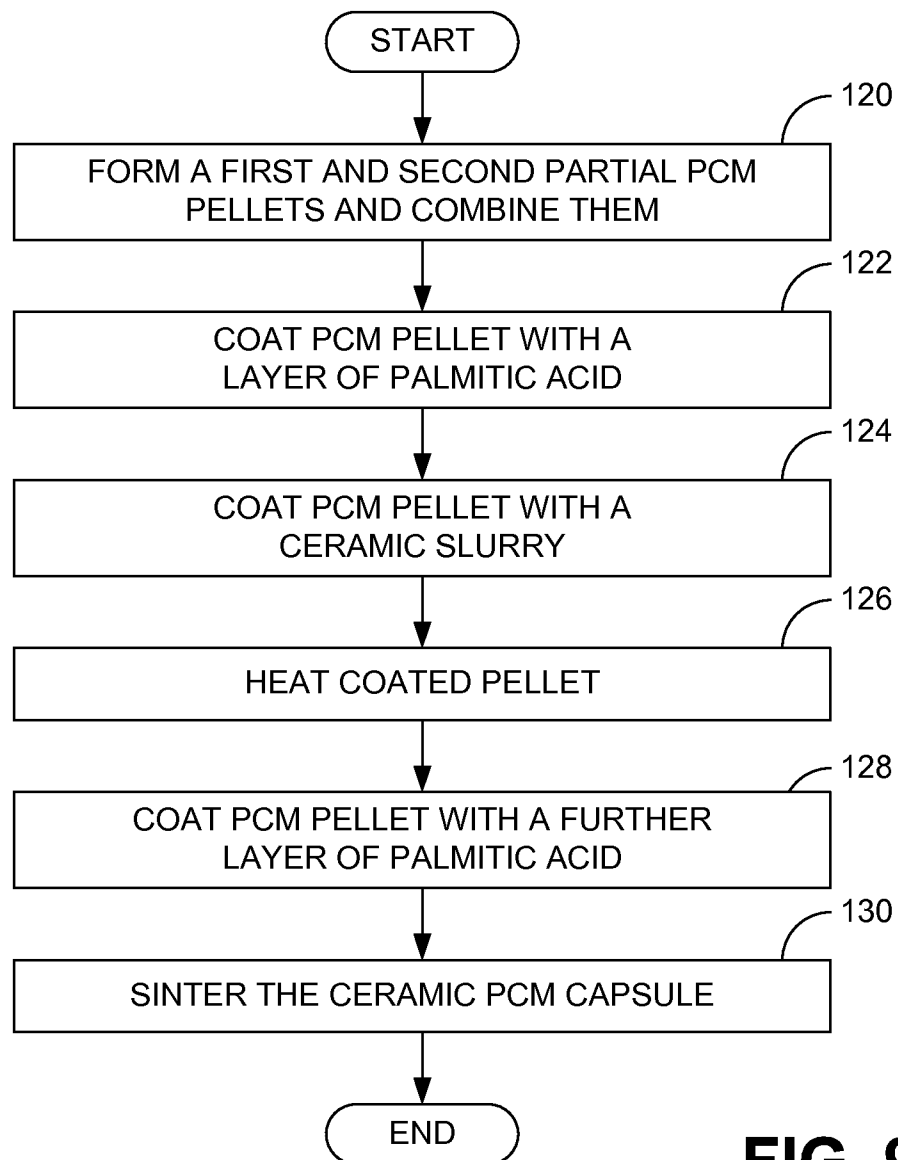 START
120
FORM A FIRST AND SECOND PARTIAL PCM
PELLETS AND COMBINE THEM
122
COAT PCM PELLET WITH A
LAYER OF PALMITIC ACID
124
COAT PCM PELLET WITH A
CERAMIC SLURRY
126
HEAT COATED PELLET
128
COAT PCM PELLET WITH A FURTHER
LAYER OF PALMITIC ACID
130
SINTER THE CERAMIC PCM CAPSULE
END
FIG.